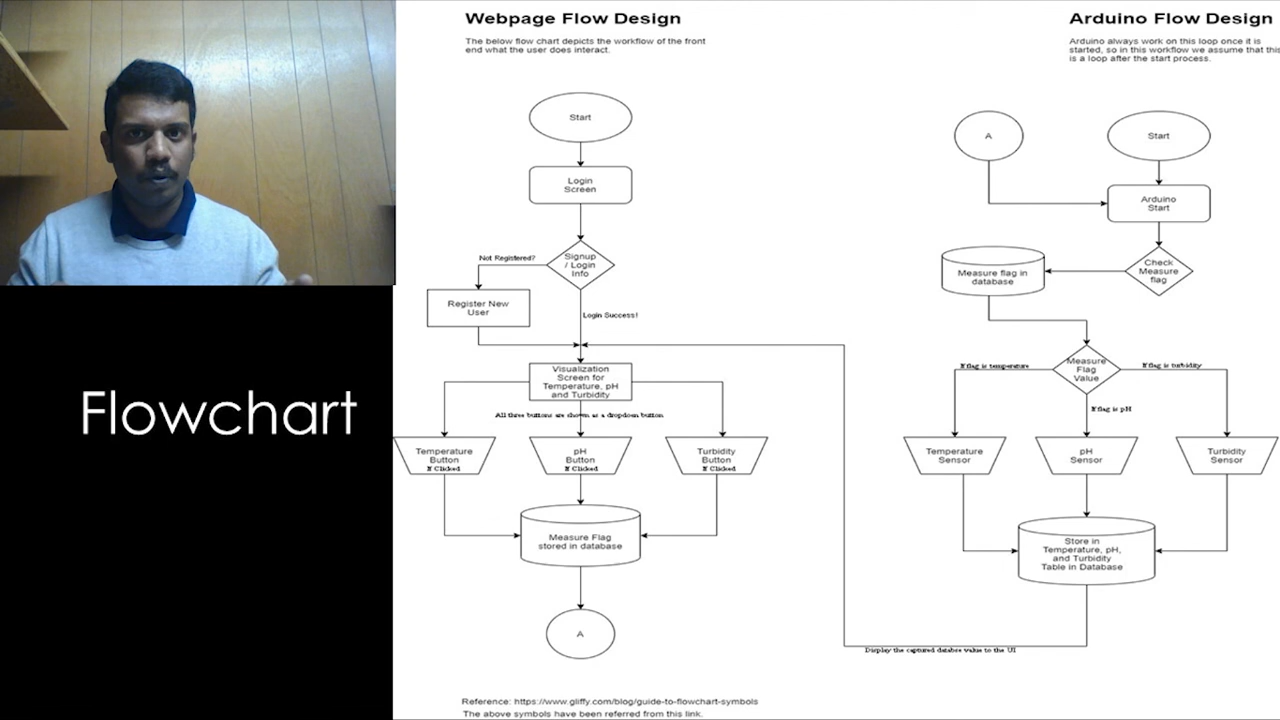 Flowchart
Webpage Flow Design
The below flow chart depicts the workflow of the front
end what the user does interact.
Start
Login
Screen
Not Registered?
Signup
/ Login
Info
Register New
User
Login Success!
Visualization
Screen for
Temperature, pH
and Turbidity
All three buttons are shown as a dropdown button
Temperature
Button
If Clicked
pH
Button
If Clicked
Turbidity
Button
If Clicked
Measure Flag
stored in database
A
Reference: https://www.gliffy.com/blog/guide-to-flowchart-symbols
The above symbols have been referred from this link.
Arduino Flow Design
Arduino always work on this loop once it is
started, so in this workflow we assume that this
is a loop after the start process.
A
Start
Arduino
Start
Measure flag in
database
Check
Measure
flag
If flag is temperature
Measure
Flag
Value
If flag is turbidity
If flag is pH
Temperature
Sensor
pH
Sensor
Turbidity
Sensor
Store in
Temperature, pH,
and Turbidity
Table in Database
Display the captured databse value to the UI